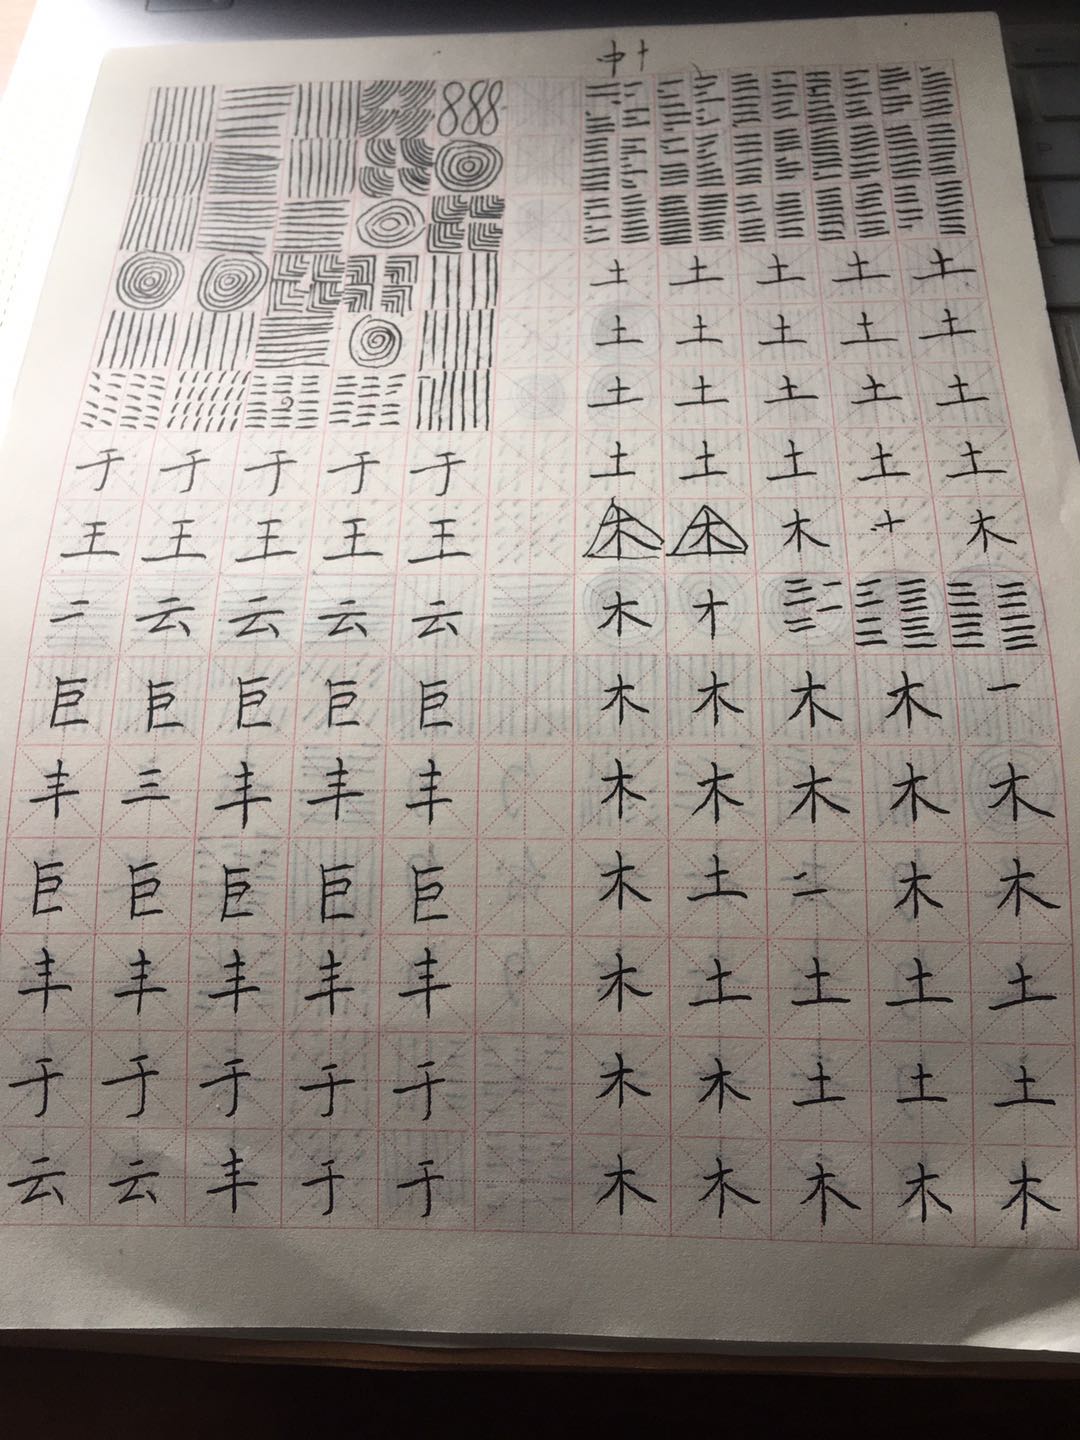 中十
土 土 土 土 土
土 土 土 土 土
土 土 土 土 土
于 于 于 于 于 土 土 土 土 土
王 王 王 王 王 木 木 木 十 木
二 云 云 云 云 木 才
巨 巨 巨 巨 巨 木 木 木 木 一
丰 三 丰 丰 丰 木 木 木 木 木
巨 巨 巨 巨 巨 木 土 二 木 木
丰 丰 丰 丰 丰 木 土 土 土 土
于 于 于 于 于 木 木 土 土 土
云 云 丰 于 于 木 木 木 木 木